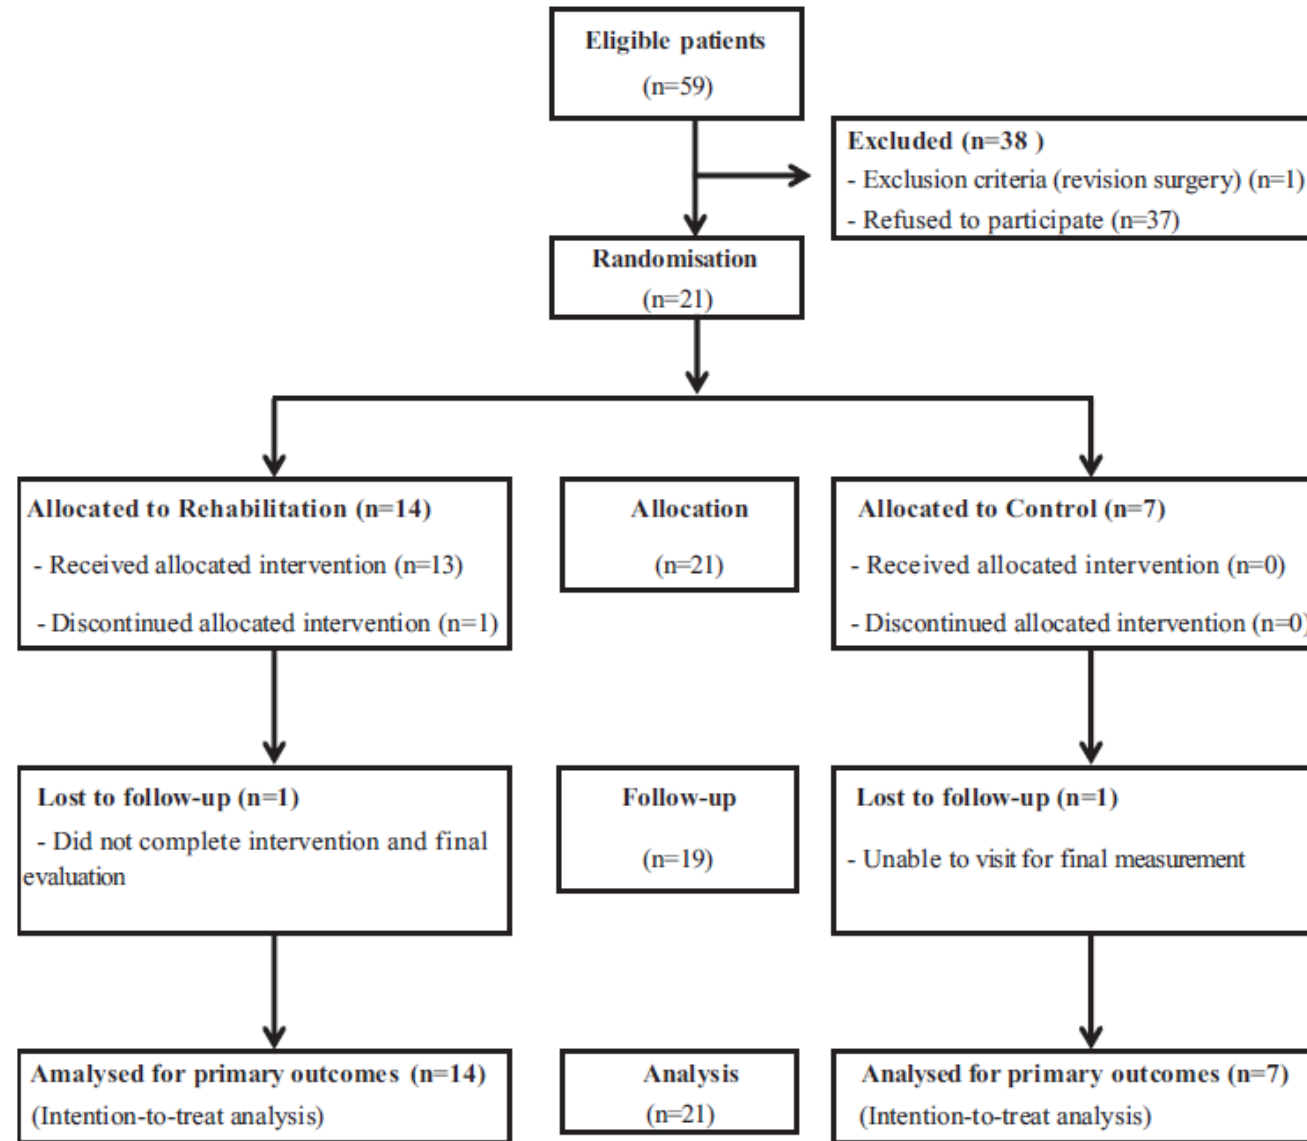 Eligible patients
(n=59)
Excluded (n=38 )
- Exclusion criteria (revision surgery) (n=1)
- Refused to participate (n=37)
Randomisation
(n=21)
Allocated to Rehabilitation (n=14)
- Received allocated intervention (n=13)
- Discontinued allocated intervention (n=1)
Allocation
(n=21)
Allocated to Control (n=7)
- Received allocated intervention (n=0)
- Discontinued allocated intervention (n=0)
Lost to follow-up (n=1)
- Did not complete intervention and final
evaluation
Follow-up
(n=19)
Lost to follow-up (n=1)
- Unable to visit for final measurement
Amalysed for primary outcomes (n=14)
(Intention-to-treat analysis)
Analysis
(n=21)
Analysed for primary outcomes (n=7)
(Intention-to-treat analysis)